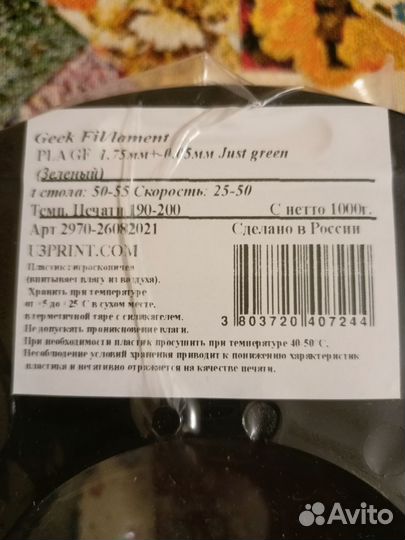 Geek Fil/lament
PLA GF 1.75мм+-0.05мм Just green
(Зеленый)
t стола: 50-55 Скорость: 25-50
Темп. Печати 190-200 С нетто 1000г.
Арт 2970-26082021 Сделано в России
U3PRINT.COM
Пластик гигроскопичен
(впитывает влагу из воздуха).
Хранить при температуре
от +5 до +25 С в сухом месте,
в герметичной таре с силикагелем.
Не допускать проникновение влаги.
При необходимости пластик просушить при температуре 40-50°С.
Несоблюдение условий хранения приводит к понижению характеристик
пластика и негативно отражается на качестве печати.
3 803720 407244
Avito